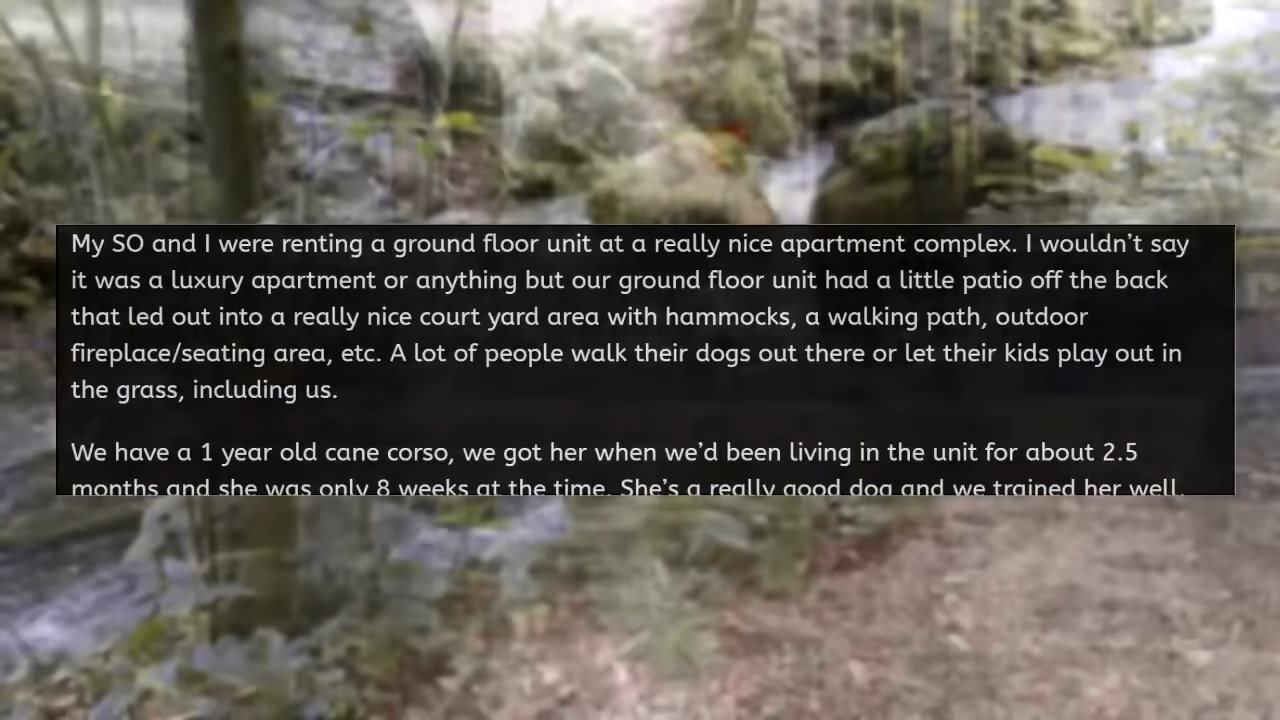 My SO and I were renting a ground floor unit at a really nice apartment complex. I wouldn’t say
it was a luxury apartment or anything but our ground floor unit had a little patio off the back
that led out into a really nice court yard area with hammocks, a walking path, outdoor
fireplace/seating area, etc. A lot of people walk their dogs out there or let their kids play out in
the grass, including us.
We have a 1 year old cane corso, we got her when we’d been living in the unit for about 2.5
months and she was only 8 weeks at the time. She’s a really good dog and we trained her well.